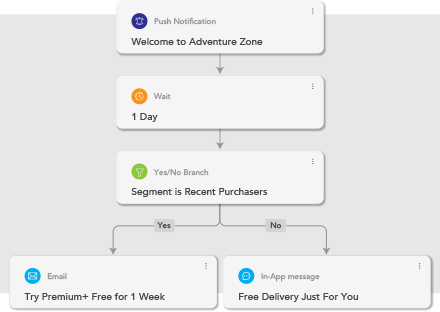 Push Notification
Welcome to Adventure Zone
Wait
1 Day
Yes/No Branch
Segment is Recent Purchasers
Yes
No
Email
Try Premium+ Free for 1 Week
In-App message
Free Delivery Just For You